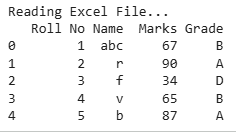 Reading Excel File...
   Roll No Name  Marks Grade
0        1  abc     67     B
1        2    r     90     A
2        3    f     34     D
3        4    v     65     B
4        5    b     87     A